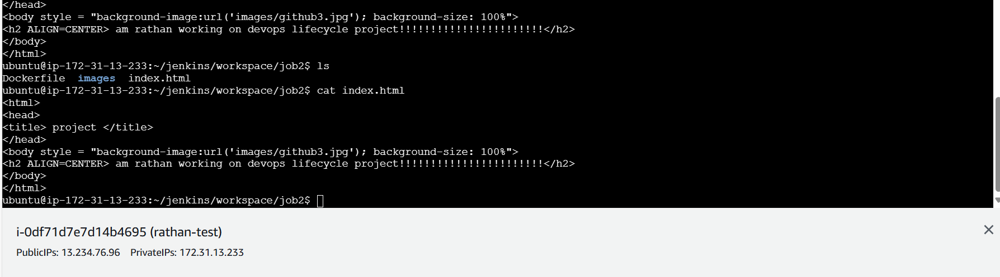 </head>
<body style = "background-image:url('images/github3.jpg'); background-size: 100%">
<h2 ALIGN=CENTER> am rathan working on devops lifecycle project!!!!!!!!!!!!!!!!!!!!!!!</h2>
</body>
</html>
ubuntu@ip-172-31-13-233:~/jenkins/workspace/job2$ ls
Dockerfile  images  index.html
ubuntu@ip-172-31-13-233:~/jenkins/workspace/job2$ cat index.html
<html>
<head>
<title> project </title>
</head>
<body style = "background-image:url('images/github3.jpg'); background-size: 100%">
<h2 ALIGN=CENTER> am rathan working on devops lifecycle project!!!!!!!!!!!!!!!!!!!!!!!</h2>
</body>
</html>
ubuntu@ip-172-31-13-233:~/jenkins/workspace/job2$
i-0df71d7e7d14b4695 (rathan-test)
PublicIPs: 13.234.76.96 PrivateIPs: 172.31.13.233